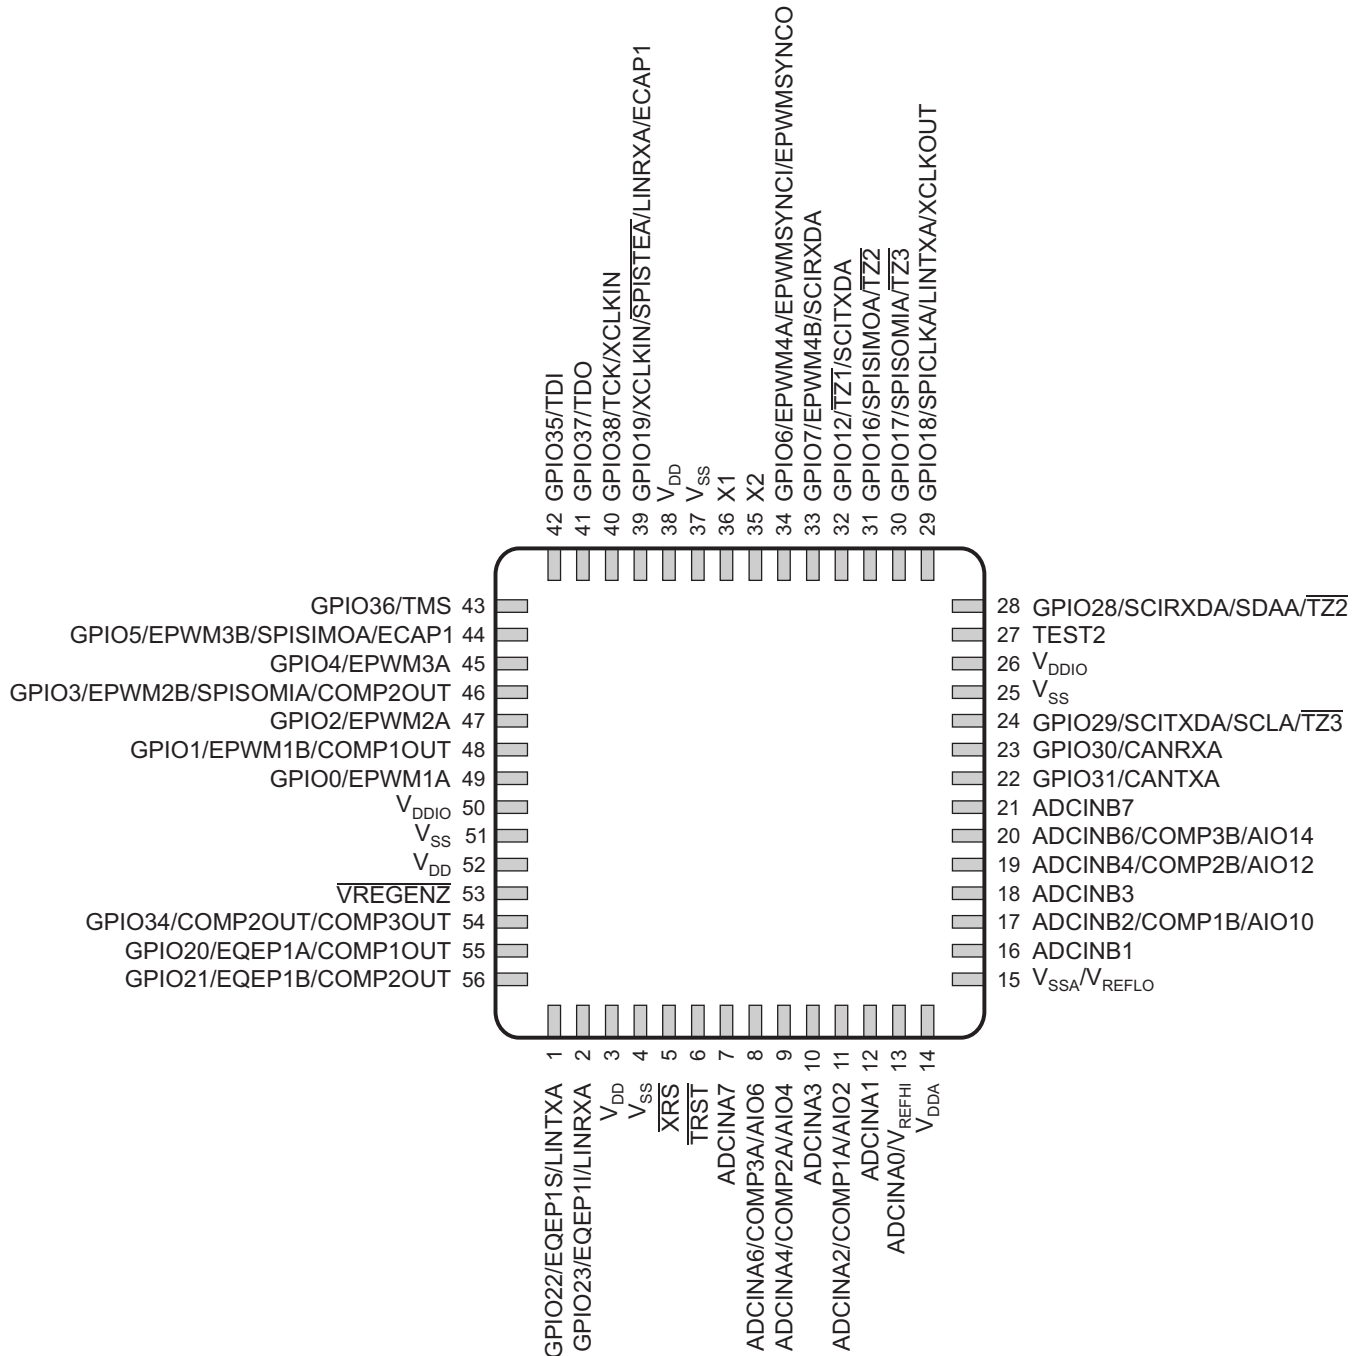 42 GPIO35/TDI
41 GPIO37/TDO
40 GPIO38/TCK/XCLKIN
39 GPIO19/XCLKIN/SPISTEA/LINRXA/ECAP1
38 VDD
37 VSS
36 X1
35 X2
34 GPIO6/EPWM4A/EPWMSYNCI/EPWMSYNCO
33 GPIO7/EPWM4B/SCIRXDA
32 GPIO12/TZ1/SCITXDA
31 GPIO16/SPISIMOA/TZ2
30 GPIO17/SPISOMIA/TZ3
29 GPIO18/SPICLKA/LINTXA/XCLKOUT
GPIO36/TMS 43
GPIO5/EPWM3B/SPISIMOA/ECAP1 44
GPIO4/EPWM3A 45
GPIO3/EPWM2B/SPISOMIA/COMP2OUT 46
GPIO2/EPWM2A 47
GPIO1/EPWM1B/COMP1OUT 48
GPIO0/EPWM1A 49
VDDIO 50
VSS 51
VDD 52
VREGENZ 53
GPIO34/COMP2OUT/COMP3OUT 54
GPIO20/EQEP1A/COMP1OUT 55
GPIO21/EQEP1B/COMP2OUT 56
28 GPIO28/SCIRXDA/SDAA/TZ2
27 TEST2
26 VDDIO
25 VSS
24 GPIO29/SCITXDA/SCLA/TZ3
23 GPIO30/CANRXA
22 GPIO31/CANTXA
21 ADCINB7
20 ADCINB6/COMP3B/AIO14
19 ADCINB4/COMP2B/AIO12
18 ADCINB3
17 ADCINB2/COMP1B/AIO10
16 ADCINB1
15 VSSA/VREFLO
GPIO22/EQEP1S/LINTXA 1
GPIO23/EQEP1I/LINRXA 2
VDD 3
VSS 4
XRS 5
TRST 6
ADCINA7 7
ADCINA6/COMP3A/AIO6 8
ADCINA4/COMP2A/AIO4 9
ADCINA3 10
ADCINA2/COMP1A/AIO2 11
ADCINA1 12
ADCINA0/VREFHI 13
VDDA 14